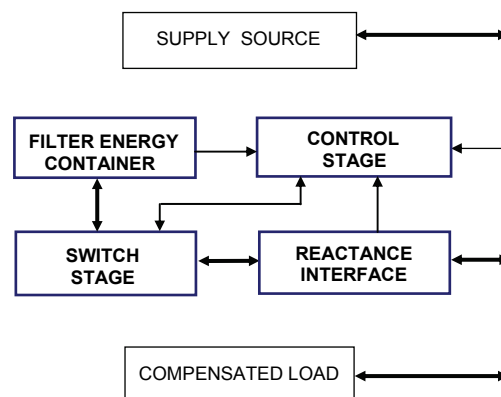 SUPPLY SOURCE
FILTER ENERGY
CONTAINER
CONTROL
STAGE
SWITCH
STAGE
REACTANCE
INTERFACE
COMPENSATED LOAD